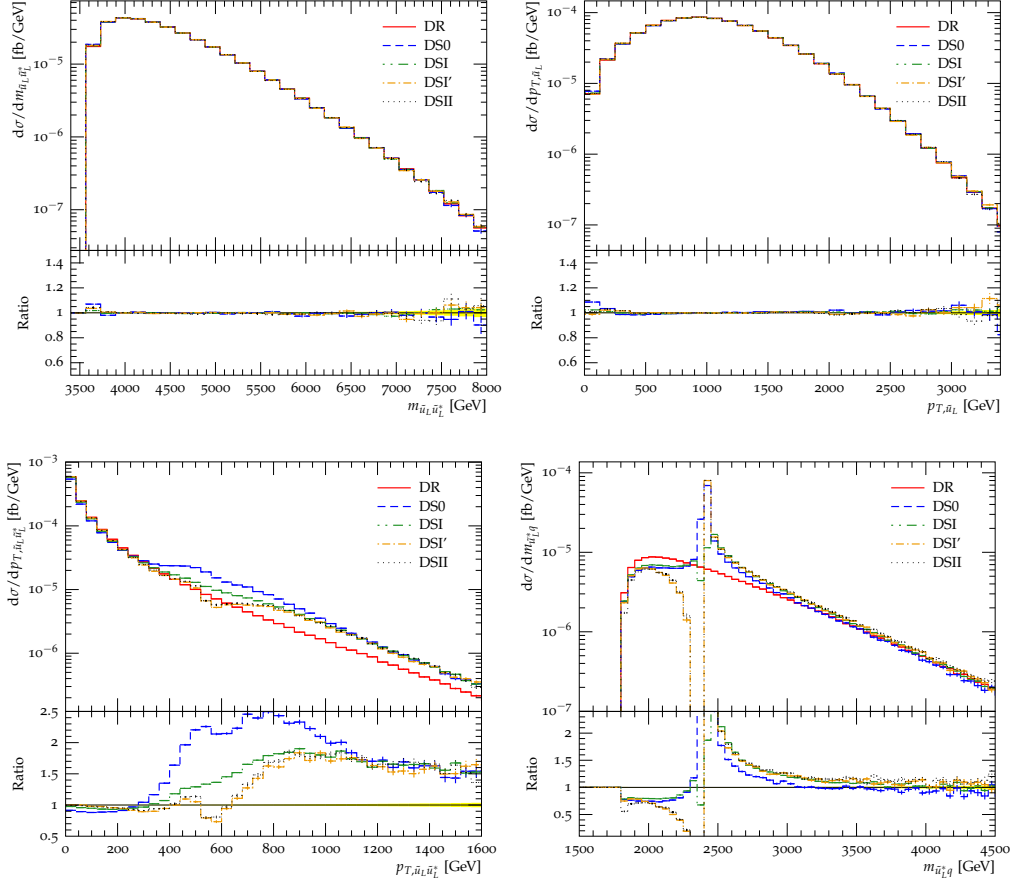 dσ/dm_{ũ_L ũ_L^*} [fb/GeV]
10⁻⁵
10⁻⁶
10⁻⁷
DR
DS0
DSI
DSI′
DSII
Ratio
1.4
1.2
1
0.8
0.6
3500 4000 4500 5000 5500 6000 6500 7000 7500 8000
m_{ũ_L ũ_L^*} [GeV]
dσ/dp_{T,ũ_L} [fb/GeV]
10⁻⁴
10⁻⁵
10⁻⁶
10⁻⁷
DR
DS0
DSI
DSI′
DSII
Ratio
1.4
1.2
1
0.8
0.6
0 500 1000 1500 2000 2500 3000
p_{T,ũ_L} [GeV]
dσ/dp_{T,ũ_L ũ_L^*} [fb/GeV]
10⁻³
10⁻⁴
10⁻⁵
10⁻⁶
DR
DS0
DSI
DSI′
DSII
Ratio
2.5
2
1.5
1
0.5
0 200 400 600 800 1000 1200 1400 1600
p_{T,ũ_L ũ_L^*} [GeV]
dσ/dm_{ũ_L^* q} [fb/GeV]
10⁻⁴
10⁻⁵
10⁻⁶
10⁻⁷
DR
DS0
DSI
DSI′
DSII
Ratio
2
1.5
1
0.5
1500 2000 2500 3000 3500 4000 4500
m_{ũ_L^* q} [GeV]